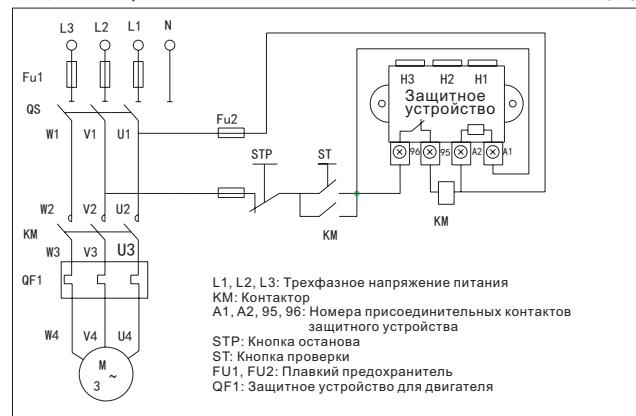 L3 L2 L1 N
Fu1
H3 H2 H1
Защитное
устройство
QS
W1 V1 U1
Fu2
96 95 A2 A1
STP ST
KM
KM
W2 V2 U2
KM
W3 V3 U3
QF1
W4 V4 U4
M
3 ~
L1, L2, L3: Трехфазное напряжение питания
KM: Контактор
A1, A2, 95, 96: Номера присоединительных контактов
защитного устройства
STP: Кнопка останова
ST: Кнопка проверки
FU1, FU2: Плавкий предохранитель
QF1: Защитное устройство для двигателя